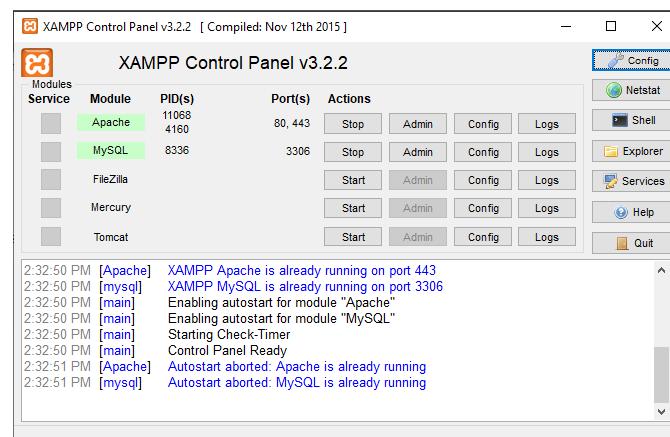 XAMPP Control Panel v3.2.2 [ Compiled: Nov 12th 2015 ]
XAMPP Control Panel v3.2.2
Config
Modules
Service Module PID(s) Port(s) Actions
Netstat
Apache 11068 4160 80, 443 Stop Admin Config Logs
Shell
MySQL 8336 3306 Stop Admin Config Logs
Explorer
FileZilla Start Admin Config Logs
Services
Mercury Start Admin Config Logs
Help
Tomcat Start Admin Config Logs
Quit
2:32:50 PM [Apache] XAMPP Apache is already running on port 443
2:32:50 PM [mysql] XAMPP MySQL is already running on port 3306
2:32:50 PM [main] Enabling autostart for module "Apache"
2:32:50 PM [main] Enabling autostart for module "MySQL"
2:32:50 PM [main] Starting Check-Timer
2:32:50 PM [main] Control Panel Ready
2:32:51 PM [Apache] Autostart aborted: Apache is already running
2:32:51 PM [mysql] Autostart aborted: MySQL is already running